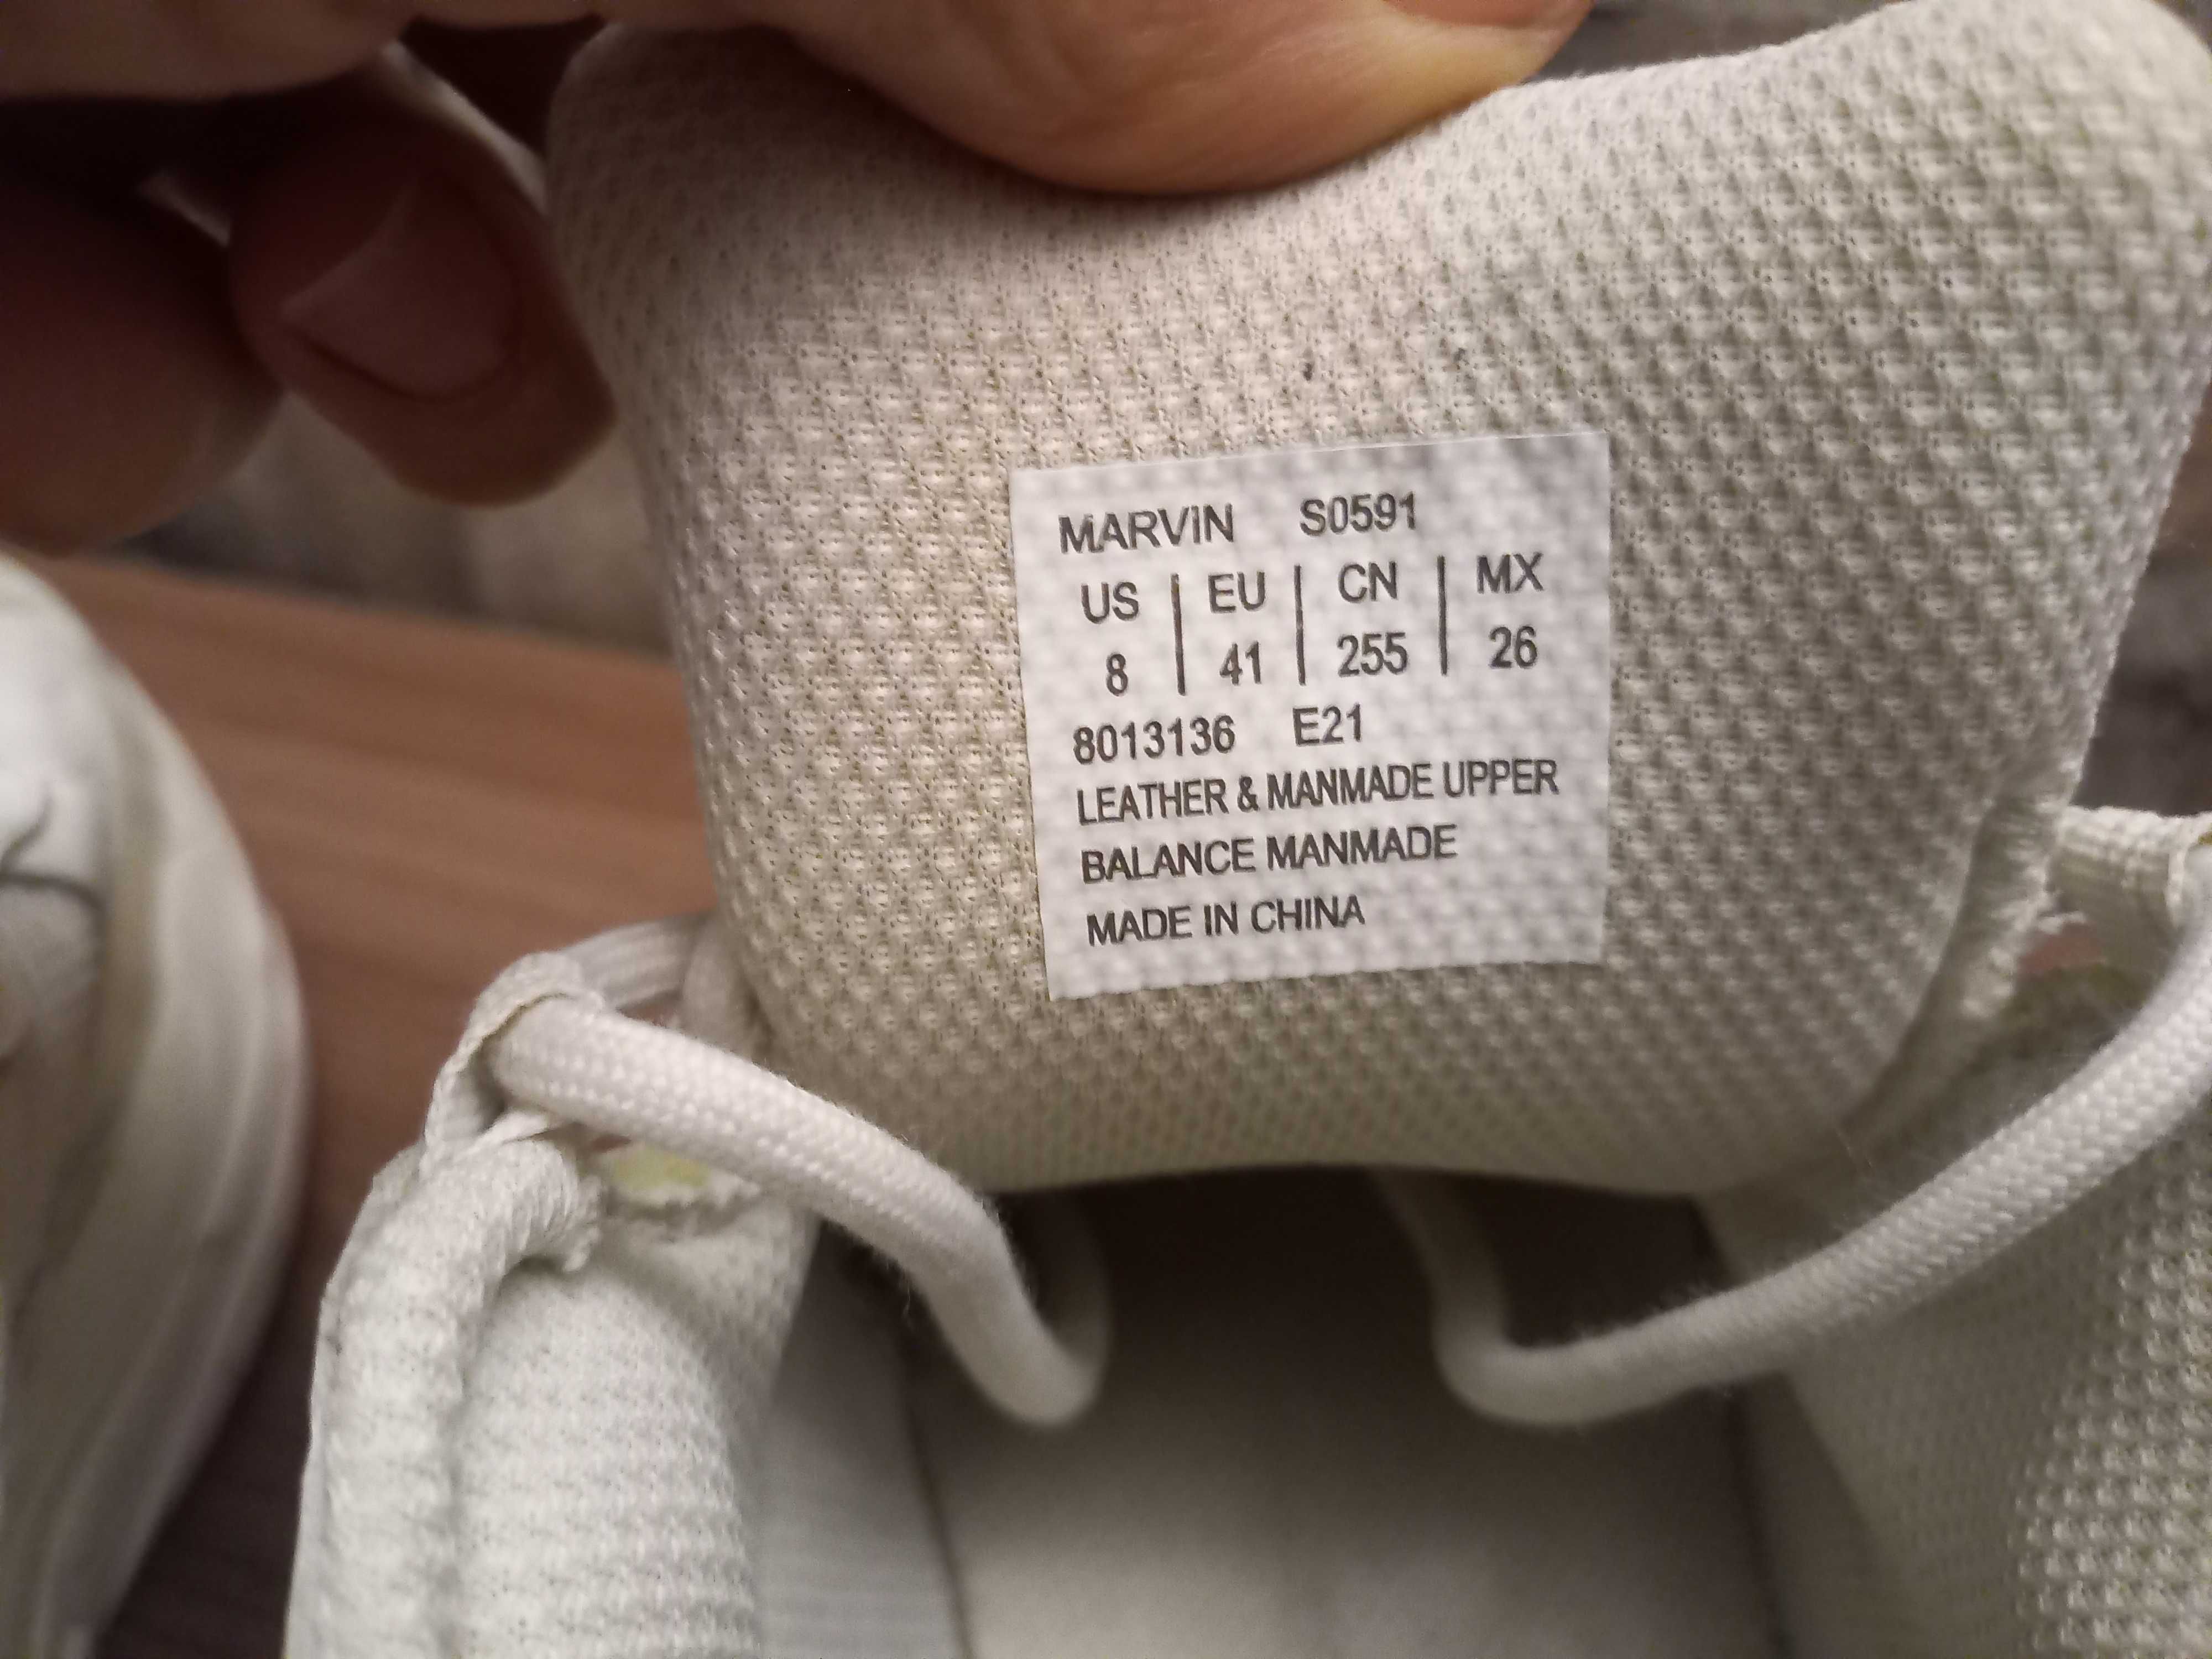 MARVIN S0591
US | EU | CN | MX
8 | 41 | 255 | 26
8013136 E21
LEATHER & MANMADE UPPER
BALANCE MANMADE
MADE IN CHINA